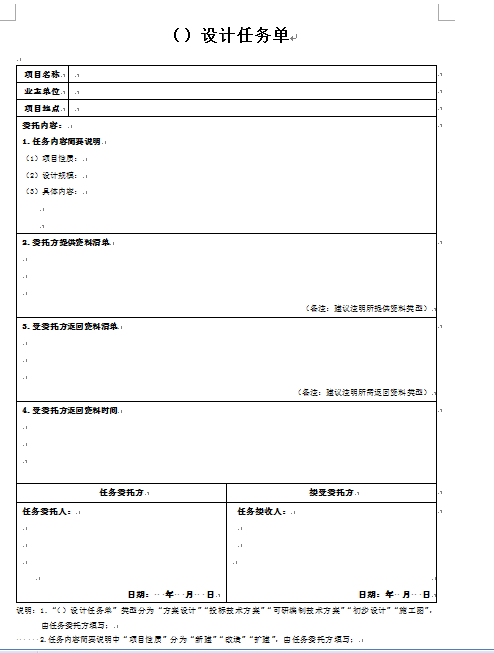 （）设计任务单
项目名称
业主单位
项目地点
委托内容：
1.任务内容简要说明
（1）项目性质：
（2）设计规模：
（3）具体内容：
2.委托方提供资料清单
（备注：建议注明所提供资料类型）
3.受委托方返回资料清单
（备注：建议注明所需返回资料类型）
4.受委托方返回资料时间
任务委托方 接受委托方
任务委托人： 任务接收人：
日期： 年 月 日 日期： 年 月 日
说明：1.“（）设计任务单”类型分为“方案设计”“投标技术方案”“可研编制技术方案”“初步设计”“施工图”，
由任务委托方填写；
2.任务内容简要说明中“项目性质”分为“新建”“改造”“扩建”，由任务委托方填写；